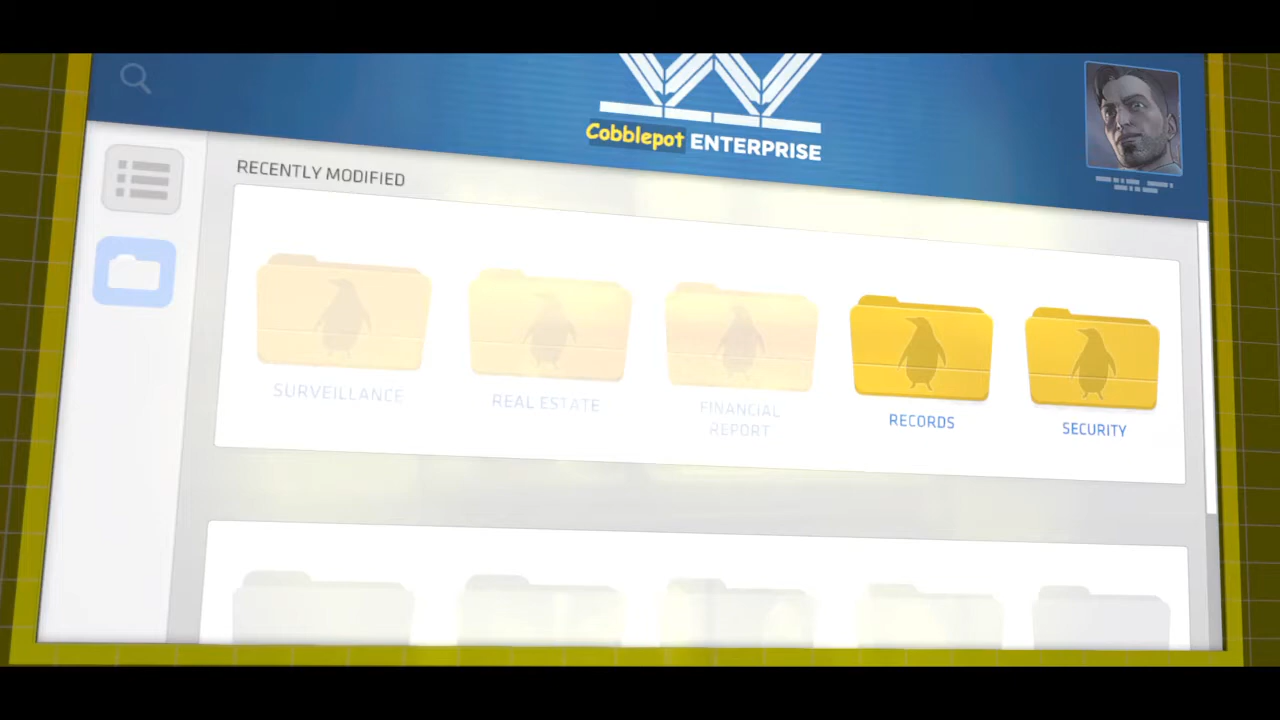 Cobblepot ENTERPRISE
RECENTLY MODIFIED
SURVEILLANCE
REAL ESTATE
FINANCIAL
REPORT
RECORDS
SECURITY